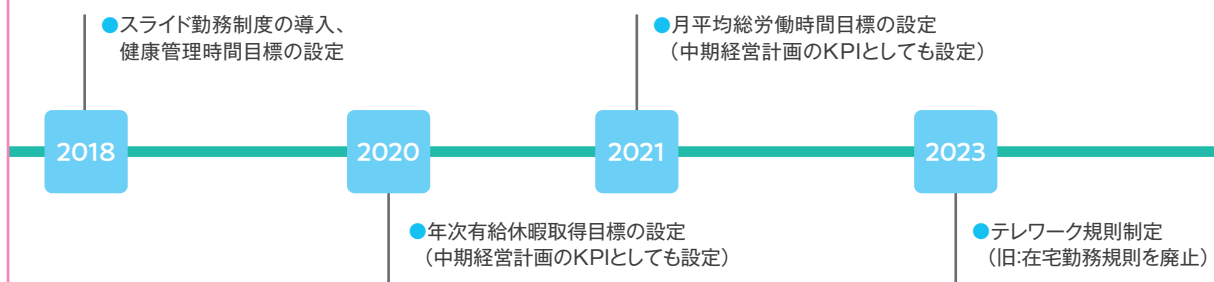 ●スライド勤務制度の導入、
健康管理時間目標の設定
●月平均総労働時間目標の設定
（中期経営計画のKPIとしても設定）
2018
2020
2021
2023
●年次有給休暇取得目標の設定
（中期経営計画のKPIとしても設定）
●テレワーク規則制定
（旧:在宅勤務規則を廃止）